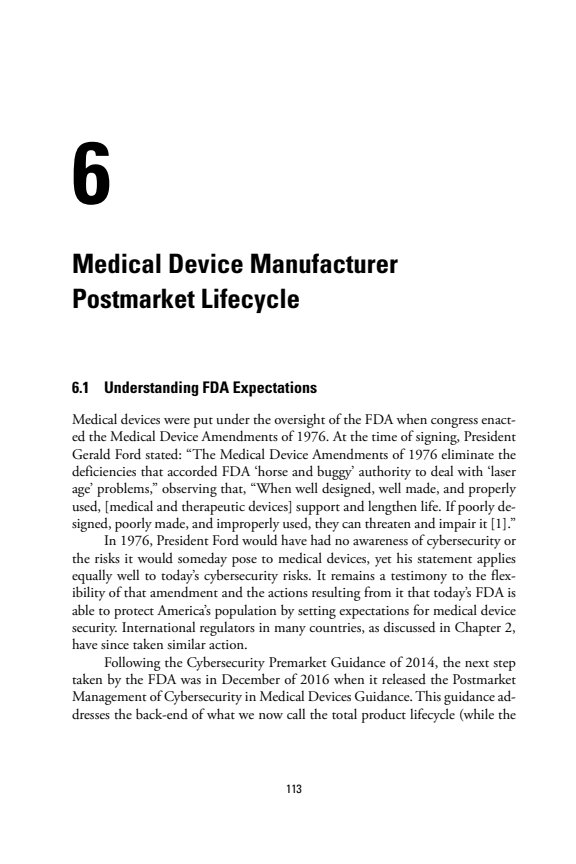 6
Medical Device Manufacturer
Postmarket Lifecycle
6.1 Understanding FDA Expectations
Medical devices were put under the oversight of the FDA when congress enact-
ed the Medical Device Amendments of 1976. At the time of signing, President
Gerald Ford stated: “The Medical Device Amendments of 1976 eliminate the
deficiencies that accorded FDA ‘horse and buggy’ authority to deal with ‘laser
age’ problems,” observing that, “When well designed, well made, and properly
used, [medical and therapeutic devices] support and lengthen life. If poorly de-
signed, poorly made, and improperly used, they can threaten and impair it [1].”
In 1976, President Ford would have had no awareness of cybersecurity or
the risks it would someday pose to medical devices, yet his statement applies
equally well to today’s cybersecurity risks. It remains a testimony to the flex-
ibility of that amendment and the actions resulting from it that today’s FDA is
able to protect America’s population by setting expectations for medical device
security. International regulators in many countries, as discussed in Chapter 2,
have since taken similar action.
Following the Cybersecurity Premarket Guidance of 2014, the next step
taken by the FDA was in December of 2016 when it released the Postmarket
Management of Cybersecurity in Medical Devices Guidance. This guidance ad-
dresses the back-end of what we now call the total product lifecycle (while the
113